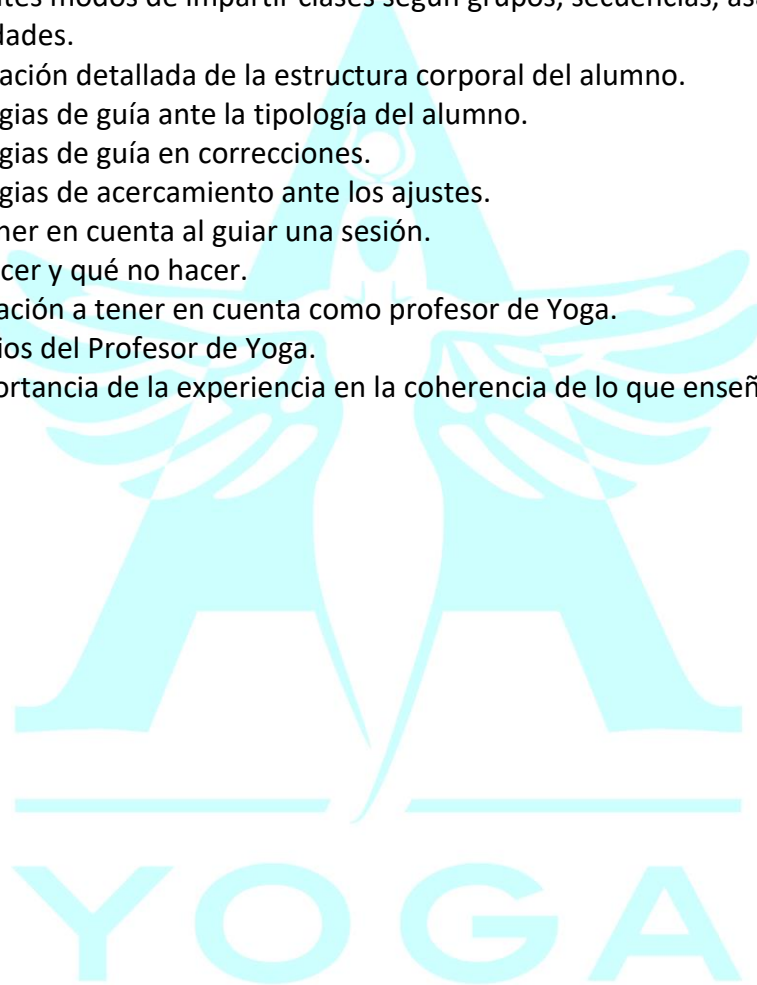 tes modos de impartir clases según grupos, secuencias, as
dades.
ación detallada de la estructura corporal del alumno.
gias de guía ante la tipología del alumno.
gias de guía en correcciones.
gias de acercamiento ante los ajustes.
ner en cuenta al guiar una sesión.
cer y qué no hacer.
ación a tener en cuenta como profesor de Yoga.
ios del Profesor de Yoga.
ortancia de la experiencia en la coherencia de lo que enseñ
YOGA